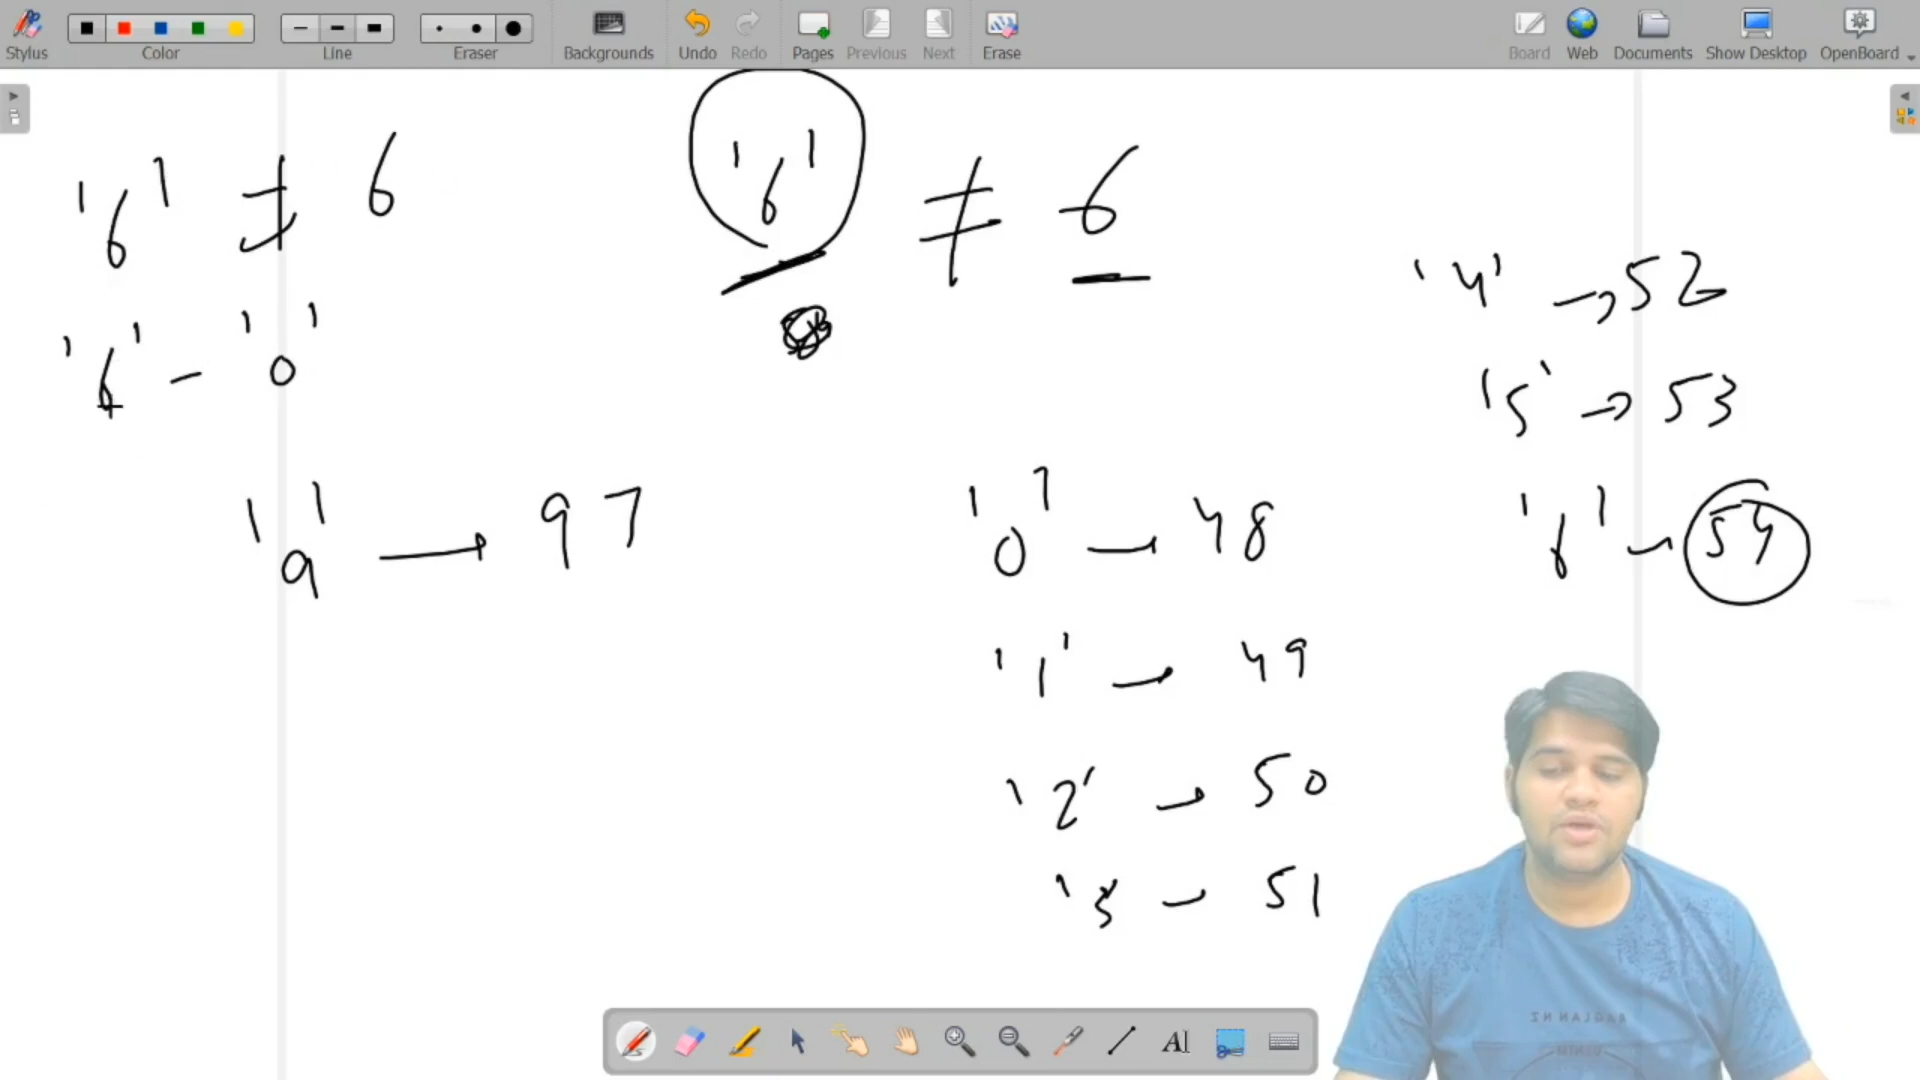 Stylus Color Line Eraser Backgrounds Undo Redo Pages Previous Next Erase Board Web Documents Show Desktop OpenBoard
'6' ≠ 6
'6' ≠ 6
'6' - '0'
'a' → 97
'0' → 48
'1' → 49
'2' → 50
'3' - 51
'4' → 52
'5' → 53
'6' → 54